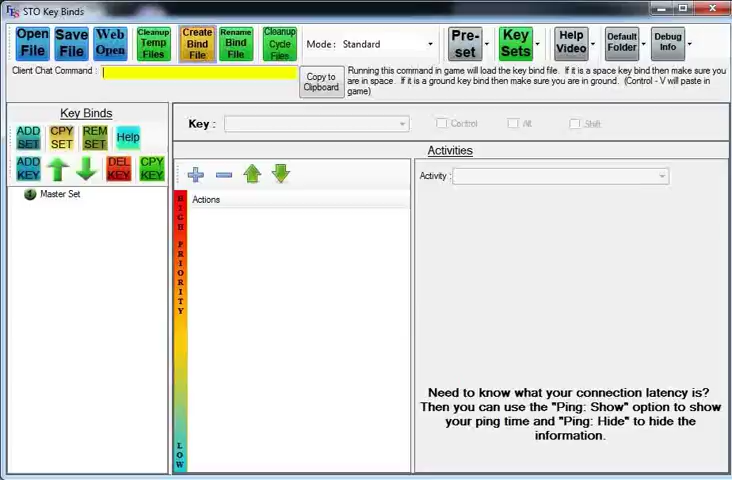 STO Key Binds
Open File
Save File
Web Open
Cleanup Temp Files
Create Bind File
Rename Bind File
Cleanup Cycle Files
Mode: Standard
Pre-set
Key Sets
Help Video
Default Folder
Debug Info
Client Chat Command :
Copy to Clipboard
Running this command in game will load the key bind file. If it is a space key bind then make sure you
are in space. If it is a ground key bind then make sure you are in ground. (Control - V will paste in
game)
Key Binds
ADD SET
CPY SET
REM SET
Help
ADD KEY
DEL KEY
CPY KEY
1 Master Set
Key :
Control
Alt
Shift
Activities
HIGH PRIORITY LOW
Actions
Activity :
Need to know what your connection latency is?
Then you can use the "Ping: Show" option to show
your ping time and "Ping: Hide" to hide the
information.